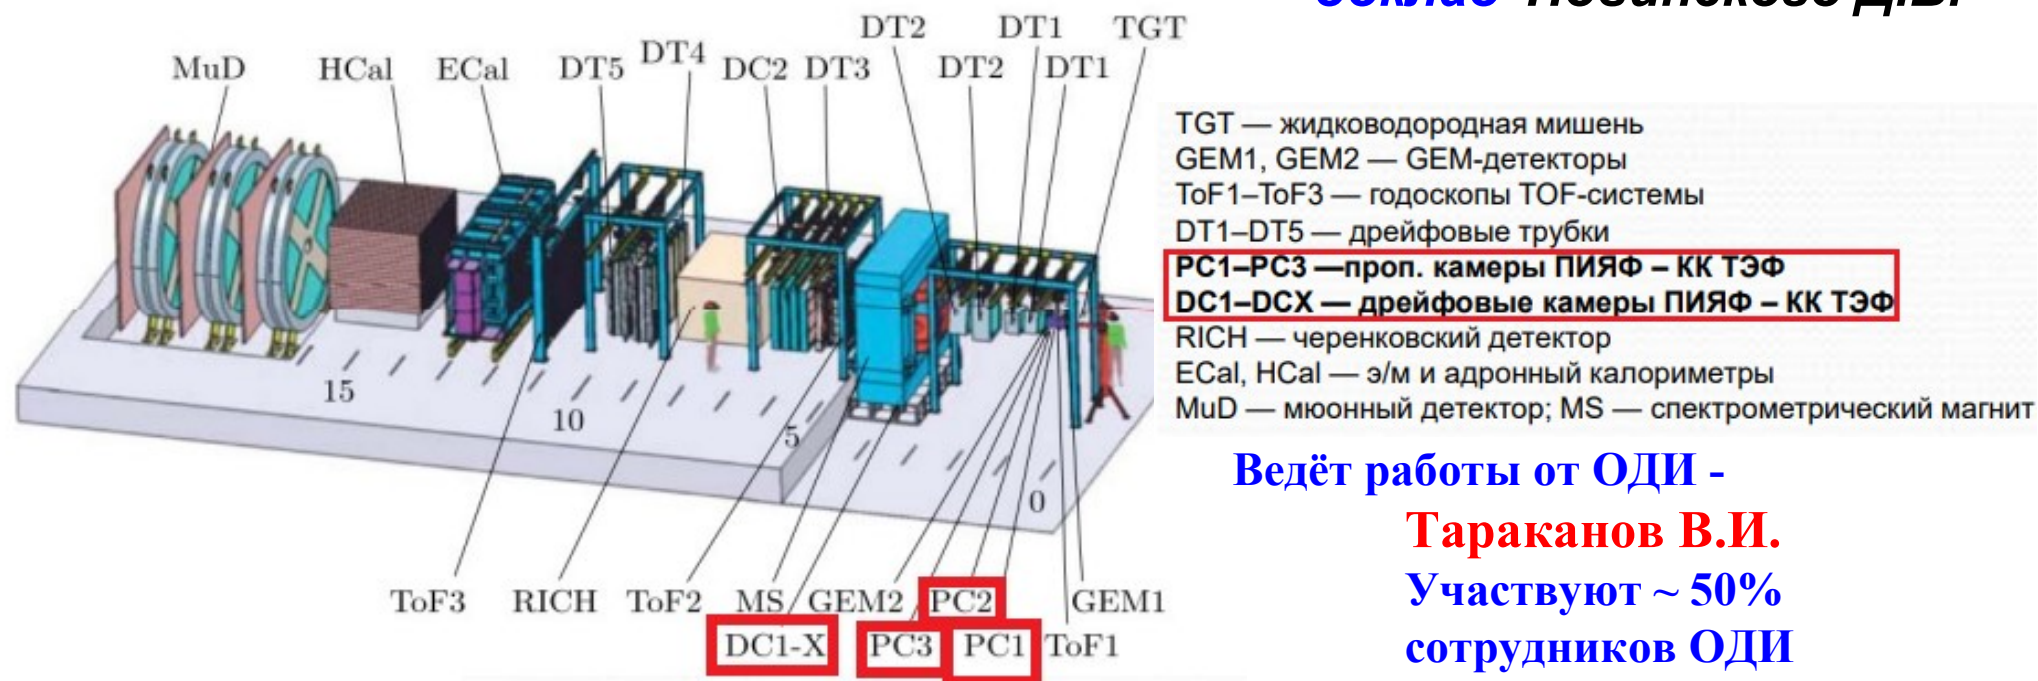 DT2 DT1 TGT
MuD HCal ECal DT5 DT4 DC2 DT3 DT2 DT1
TGT — жидководородная мишень
GEM1, GEM2 — GEM-детекторы
ToF1–ToF3 — годоскопы TOF-системы
DT1–DT5 — дрейфовые трубки
PC1–PC3 —проп. камеры ПИЯФ – КК ТЭФ
DC1–DCX — дрейфовые камеры ПИЯФ – КК ТЭФ
RICH — черенковский детектор
ECal, HCal — э/м и адронный калориметры
MuD — мюонный детектор; MS — спектрометрический магнит
15
10
5
0
Ведёт работы от ОДИ -
Тараканов В.И.
Участвуют ~ 50%
сотрудников ОДИ
ToF3 RICH ToF2 MS GEM2 PC2 GEM1
DC1-X PC3 PC1 ToF1